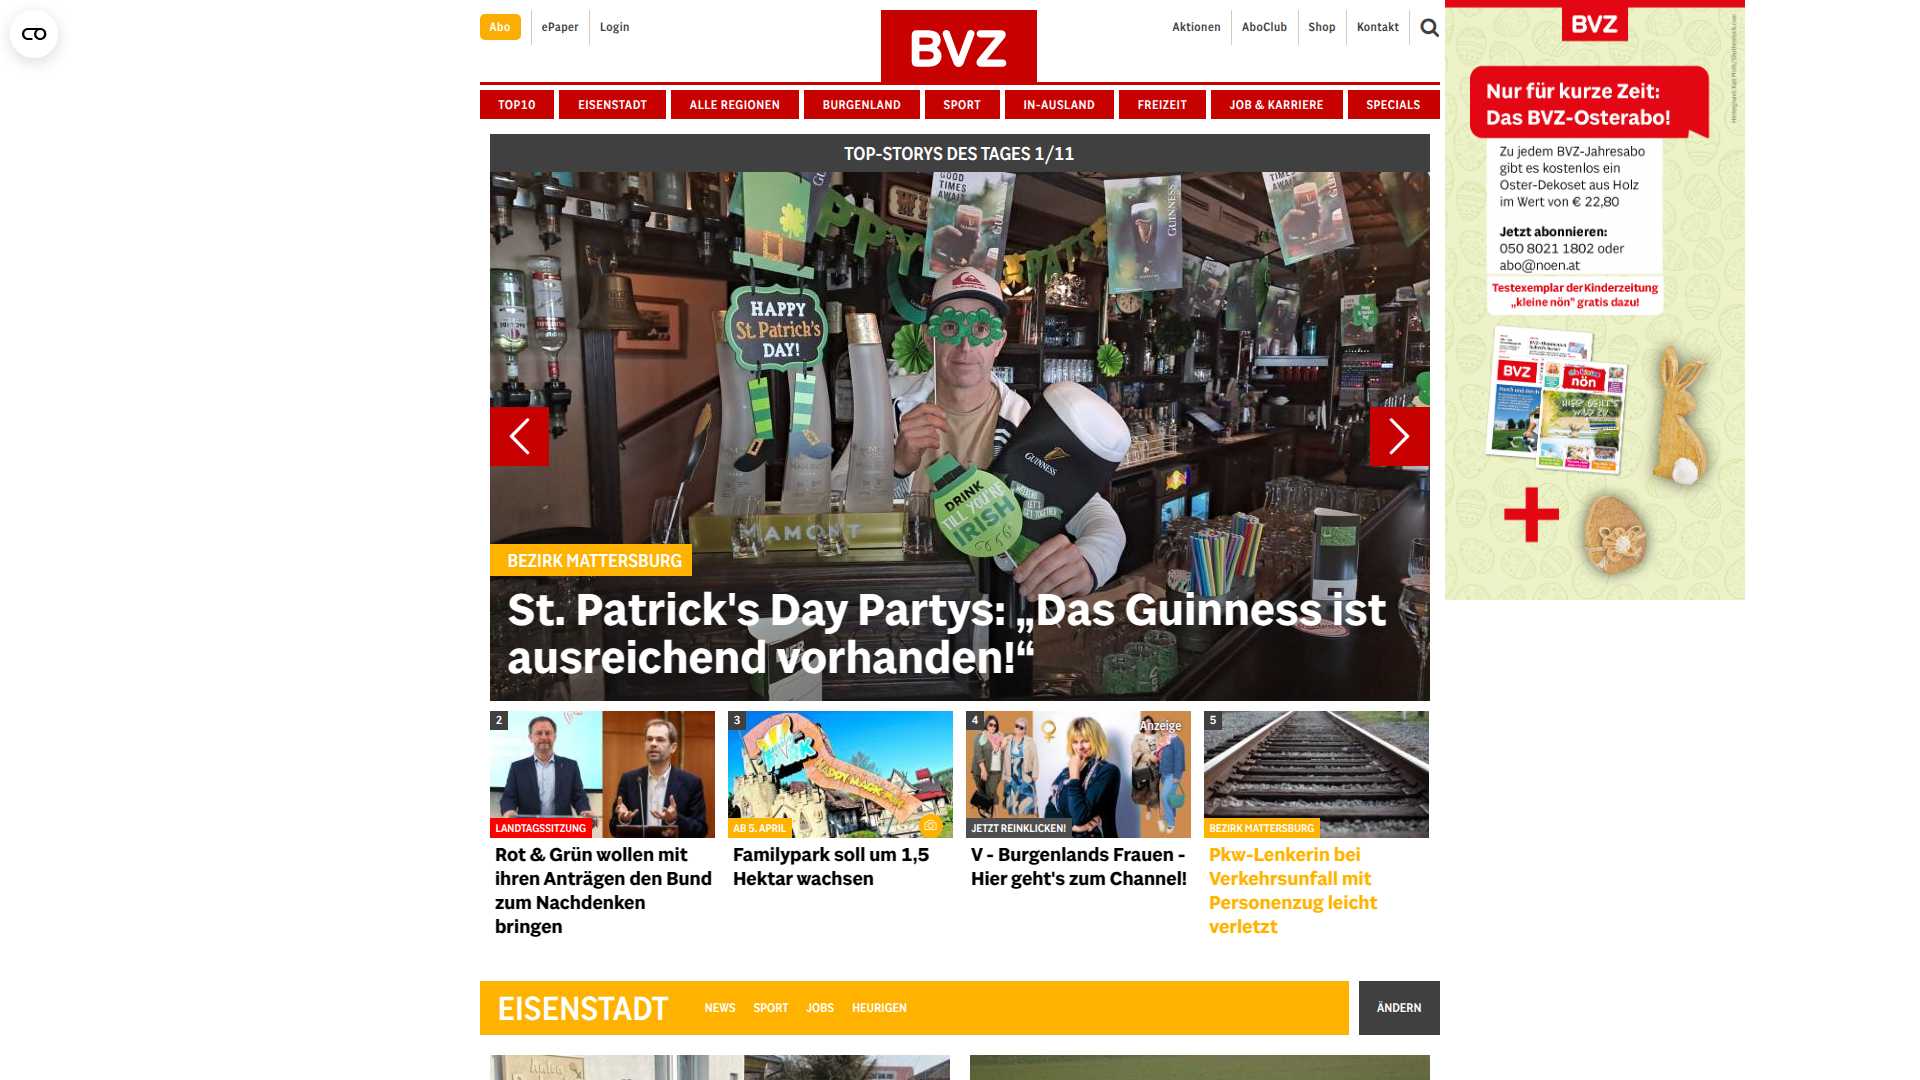 Abo
ePaper
Login
BVZ
Aktionen
AboClub
Shop
Kontakt
TOP10
EISENSTADT
ALLE REGIONEN
BURGENLAND
SPORT
IN-AUSLAND
FREIZEIT
JOB & KARRIERE
SPECIALS
TOP-STORYS DES TAGES 1/11
GOOD
TIMES
AWAIT
GUINNESS
HAPPY
St. Patrick's
DAY!
GUINNESS
DRINK
TILL YOU'RE
IRISH
MAMONT
BEZIRK MATTERSBURG
St. Patrick's Day Partys: „Das Guinness ist
ausreichend vorhanden!“
2
LANDTAGSSITZUNG
Rot & Grün wollen mit
ihren Anträgen den Bund
zum Nachdenken
bringen
3
AB 5. APRIL
Familypark soll um 1,5
Hektar wachsen
4
Anzeige
JETZT REINKLICKEN!
V - Burgenlands Frauen -
Hier geht's zum Channel!
5
BEZIRK MATTERSBURG
Pkw-Lenkerin bei
Verkehrsunfall mit
Personenzug leicht
verletzt
EISENSTADT
NEWS
SPORT
JOBS
HEURIGEN
ÄNDERN
BVZ
Nur für kurze Zeit:
Das BVZ-Osterabo!
Zu jedem BVZ-Jahresabo
gibt es kostenlos ein
Oster-Dekoset aus Holz
im Wert von € 22,80
Jetzt abonnieren:
050 8021 1802 oder
abo@noen.at
Testexemplar der Kinderzeitung
„kleine nön“ gratis dazu!
BVZ
nön
+